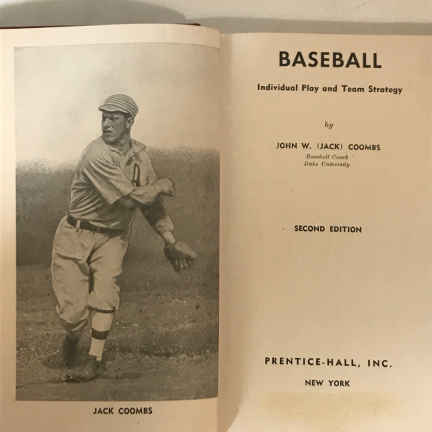 JACK COOMBS
BASEBALL
Individual Play and Team Strategy
by
JOHN W. (JACK) COOMBS
Baseball Coach
Duke University
SECOND EDITION
PRENTICE-HALL, INC.
NEW YORK